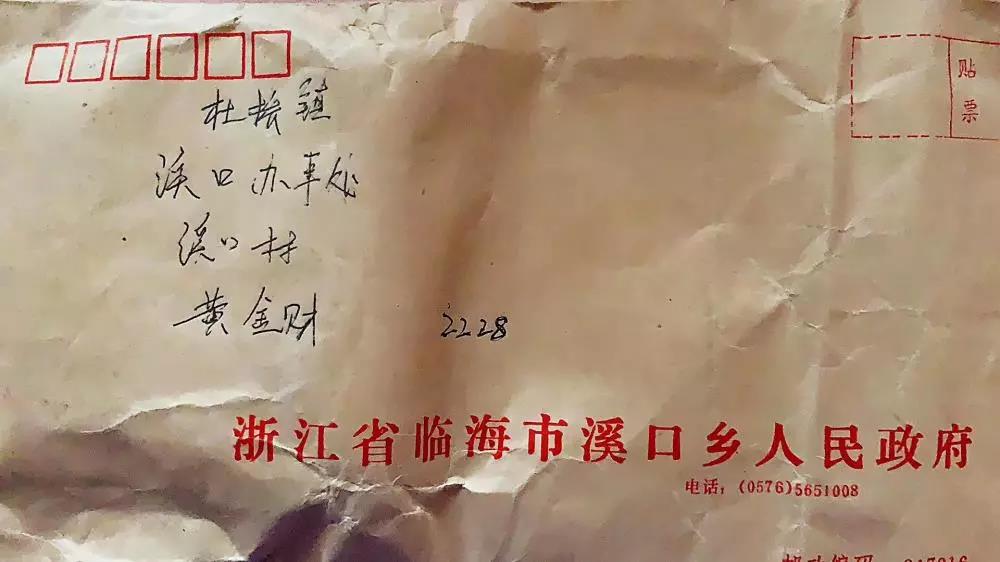 贴
票
杜桥镇
溪口办事处
溪口村
黄金财 2228
浙江省临海市溪口乡人民政府
电话：(0576)5651008